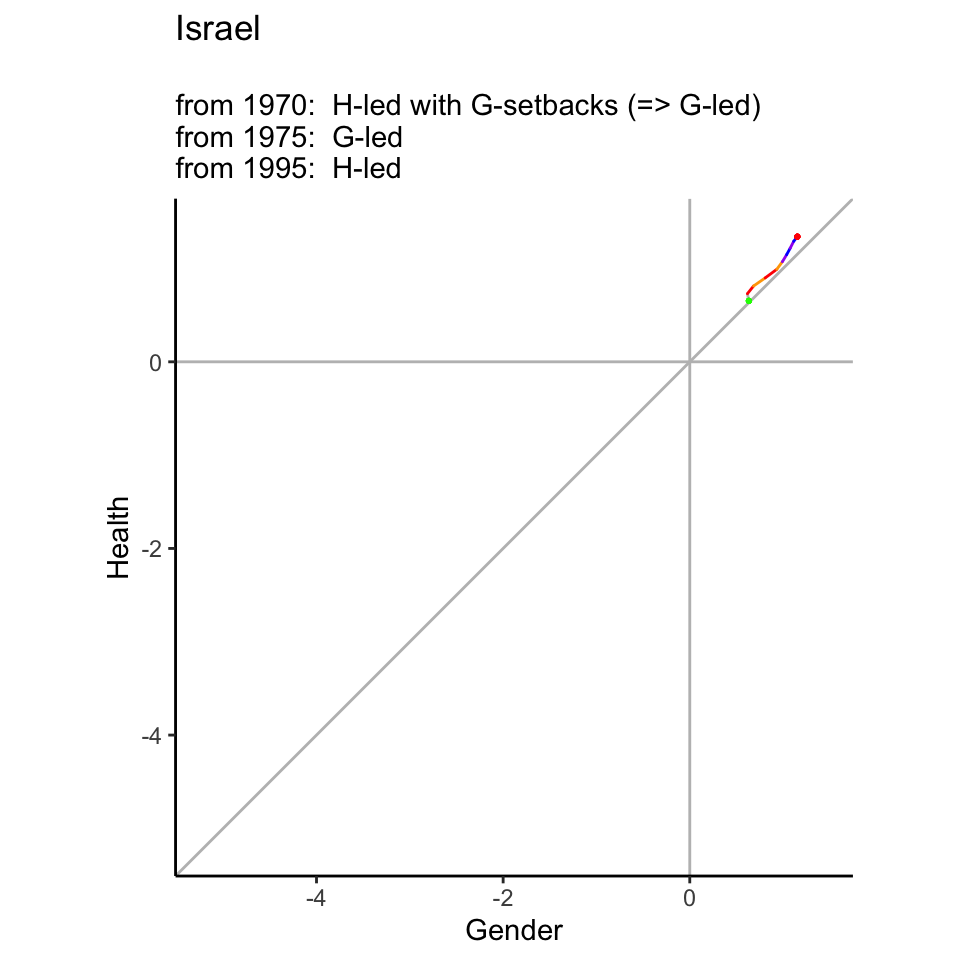 Israel
from 1970:  H-led with G-setbacks (=> G-led)
from 1975:  G-led
from 1995:  H-led
0
-2
-4
Health
-4
-2
0
Gender